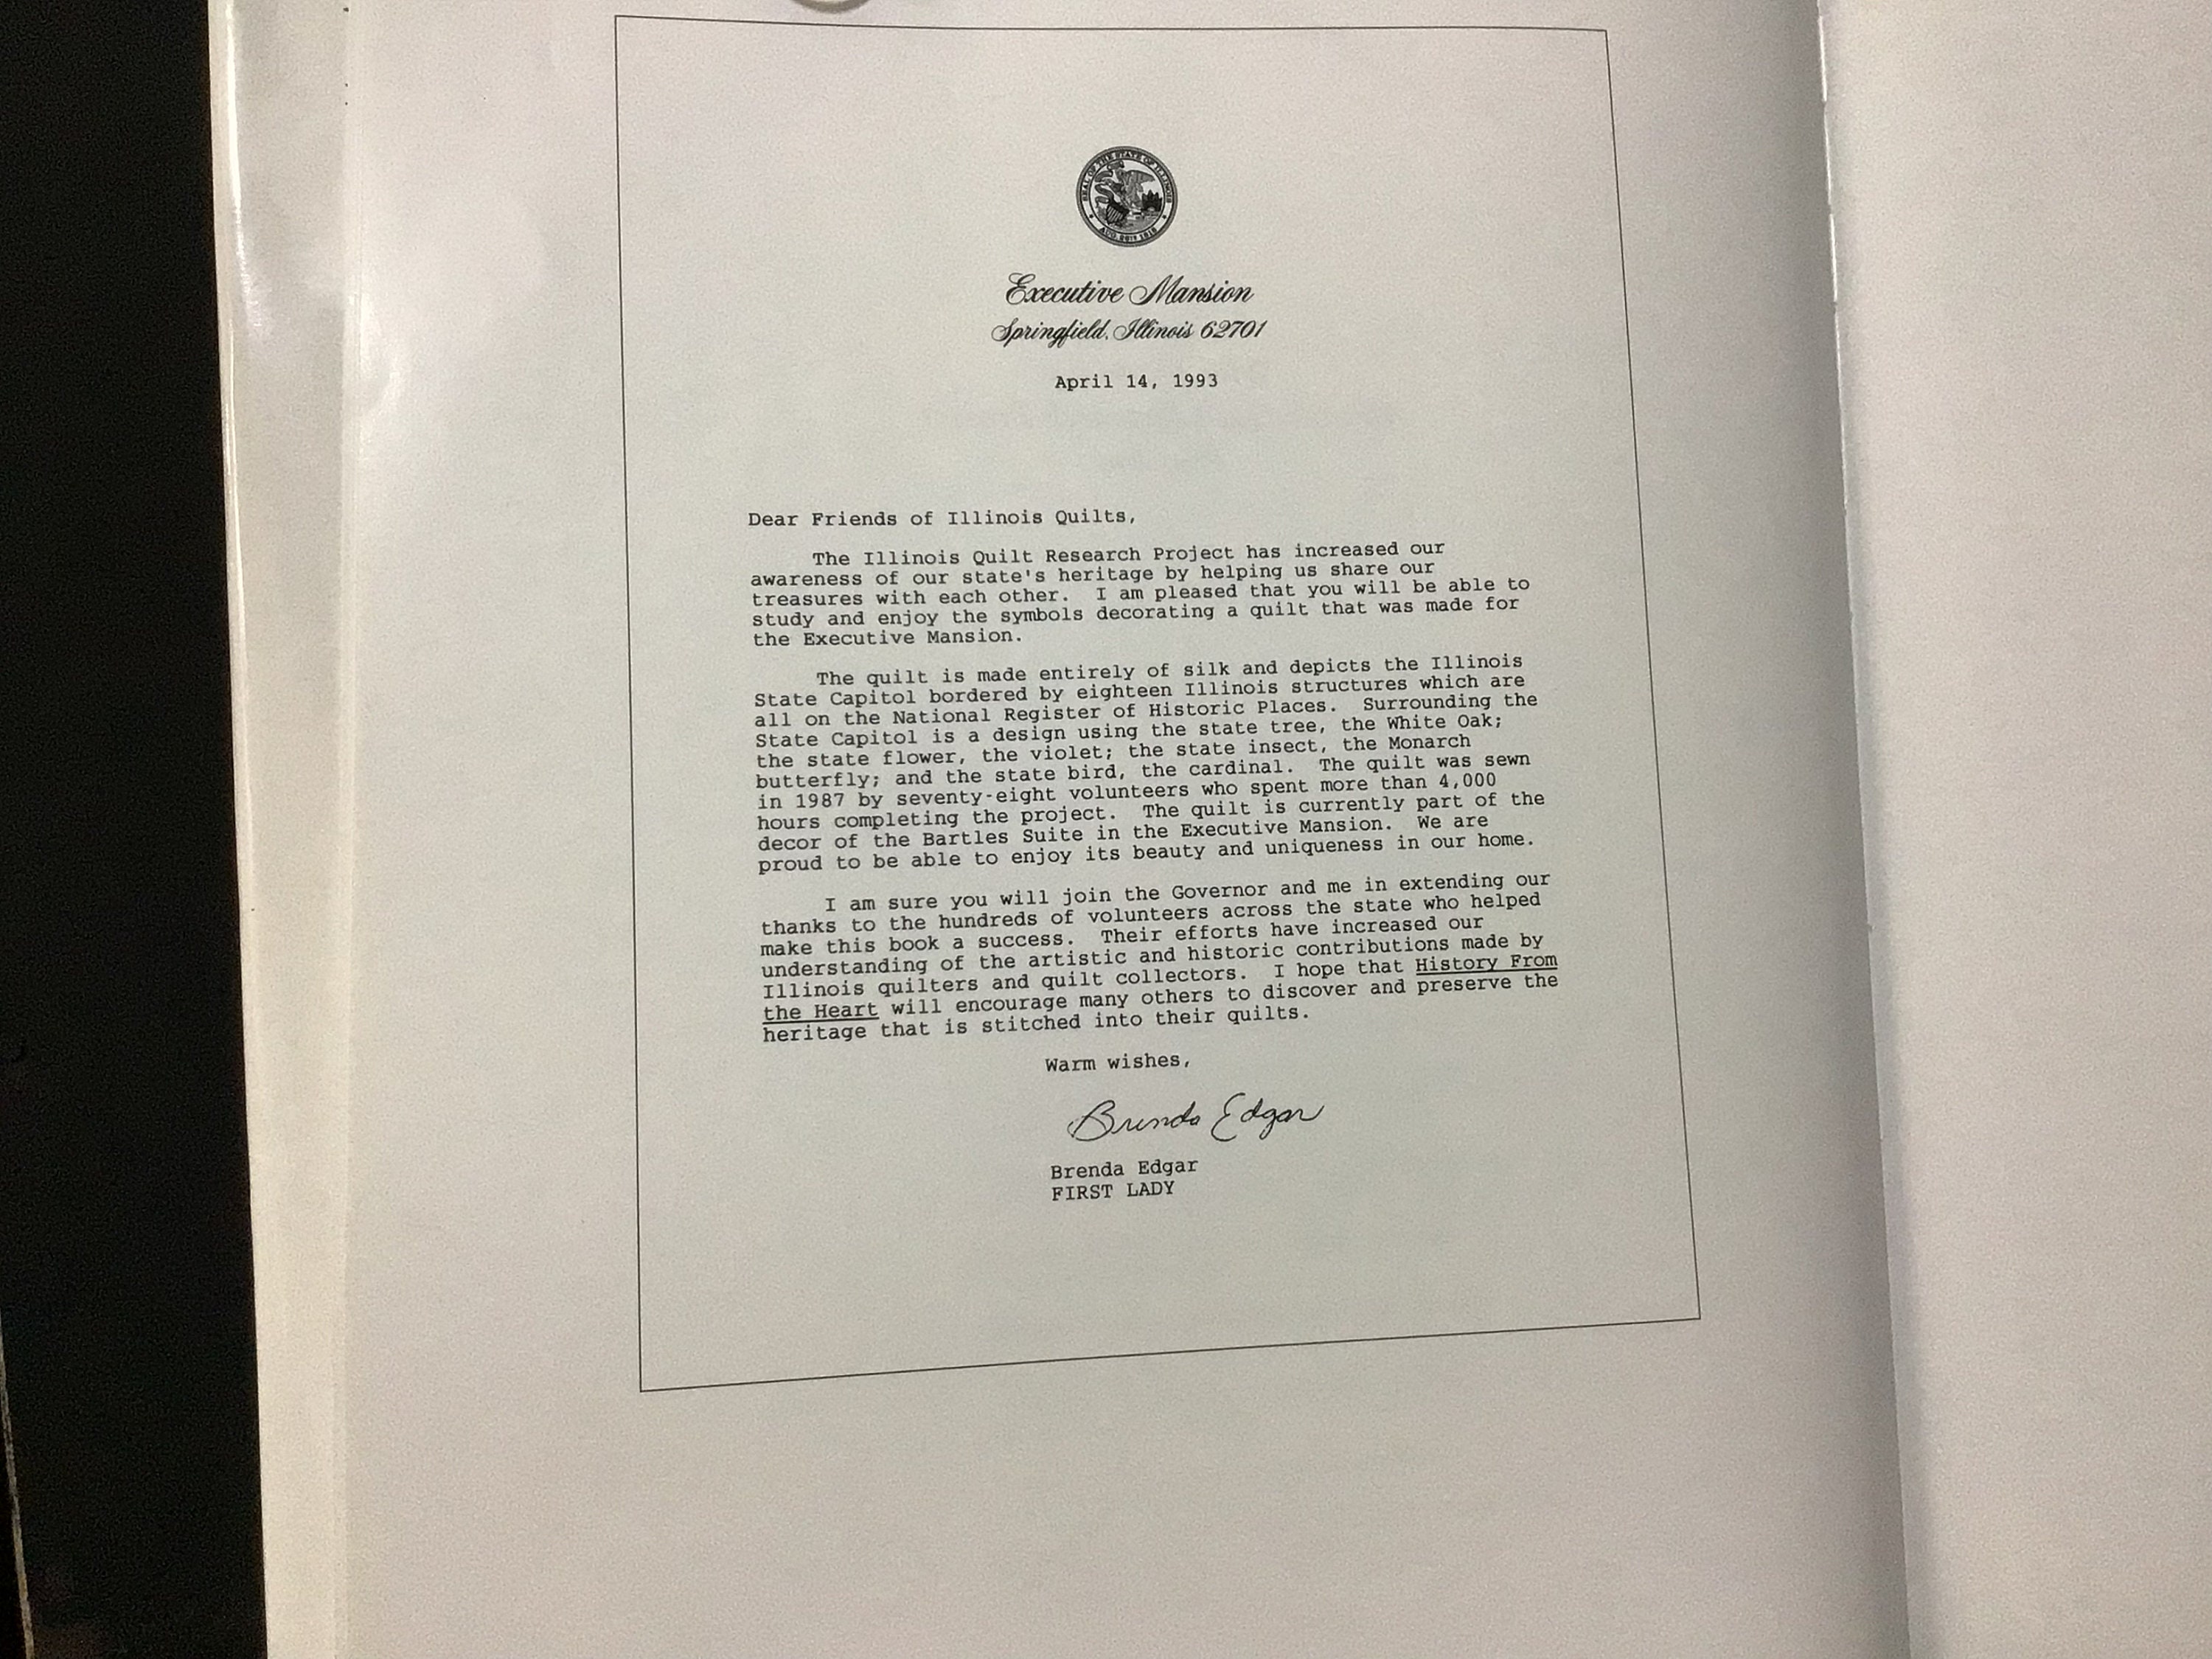 SEAL OF THE STATE OF ILLINOIS
AUG. 26TH 1818
Executive Mansion
Springfield, Illinois 62701
April 14, 1993
Dear Friends of Illinois Quilts,
The Illinois Quilt Research Project has increased our
awareness of our state's heritage by helping us share our
treasures with each other. I am pleased that you will be able to
study and enjoy the symbols decorating a quilt that was made for
the Executive Mansion.
The quilt is made entirely of silk and depicts the Illinois
State Capitol bordered by eighteen Illinois structures which are
all on the National Register of Historic Places. Surrounding the
State Capitol is a design using the state tree, the White Oak;
the state flower, the violet; the state insect, the Monarch
butterfly; and the state bird, the cardinal. The quilt was sewn
in 1987 by seventy-eight volunteers who spent more than 4,000
hours completing the project. The quilt is currently part of the
decor of the Bartles Suite in the Executive Mansion. We are
proud to be able to enjoy its beauty and uniqueness in our home.
I am sure you will join the Governor and me in extending our
thanks to the hundreds of volunteers across the state who helped
make this book a success. Their efforts have increased our
understanding of the artistic and historic contributions made by
Illinois quilters and quilt collectors. I hope that History From
the Heart will encourage many others to discover and preserve the
heritage that is stitched into their quilts.
Warm wishes,
Brenda Edgar
Brenda Edgar
FIRST LADY